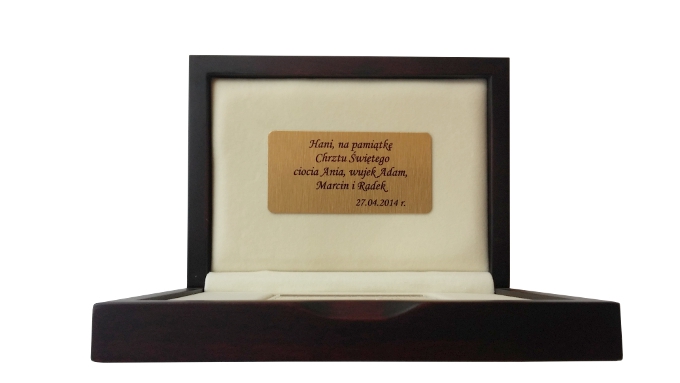 Hani, na pamiątkę
Chrztu Świętego
ciocia Ania, wujek Adam,
Marcin i Radek
27.04.2014 r.